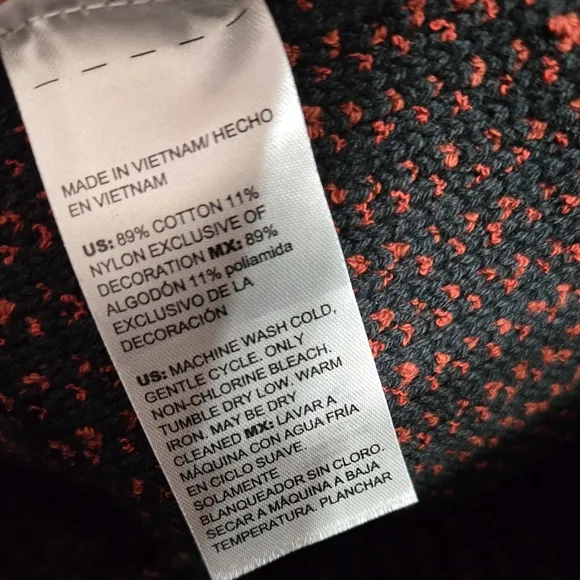 MADE IN VIETNAM/ HECHO
EN VIETNAM
US: 89% COTTON 11%
NYLON EXCLUSIVE OF
DECORATION MX: 89%
ALGODÓN 11% poliamida
EXCLUSIVO DE LA
DECORACIÓN
US: MACHINE WASH COLD,
GENTLE CYCLE. ONLY
NON-CHLORINE BLEACH.
TUMBLE DRY LOW. WARM
IRON. MAY BE DRY
CLEANED MX: LAVAR A
MÁQUINA CON AGUA FRÍA
EN CICLO SUAVE.
SOLAMENTE
BLANQUEADOR SIN CLORO.
SECAR A MÁQUINA A BAJA
TEMPERATURA. PLANCHAR